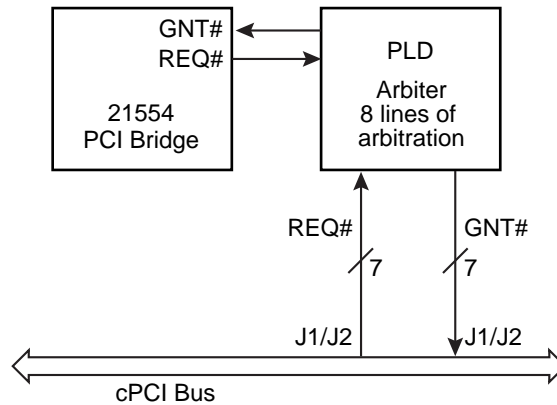 GNT#
REQ#
21554
PCI Bridge
PLD
Arbiter
8 lines of
arbitration
REQ#
GNT#
7
7
J1/J2
J1/J2
cPCI Bus